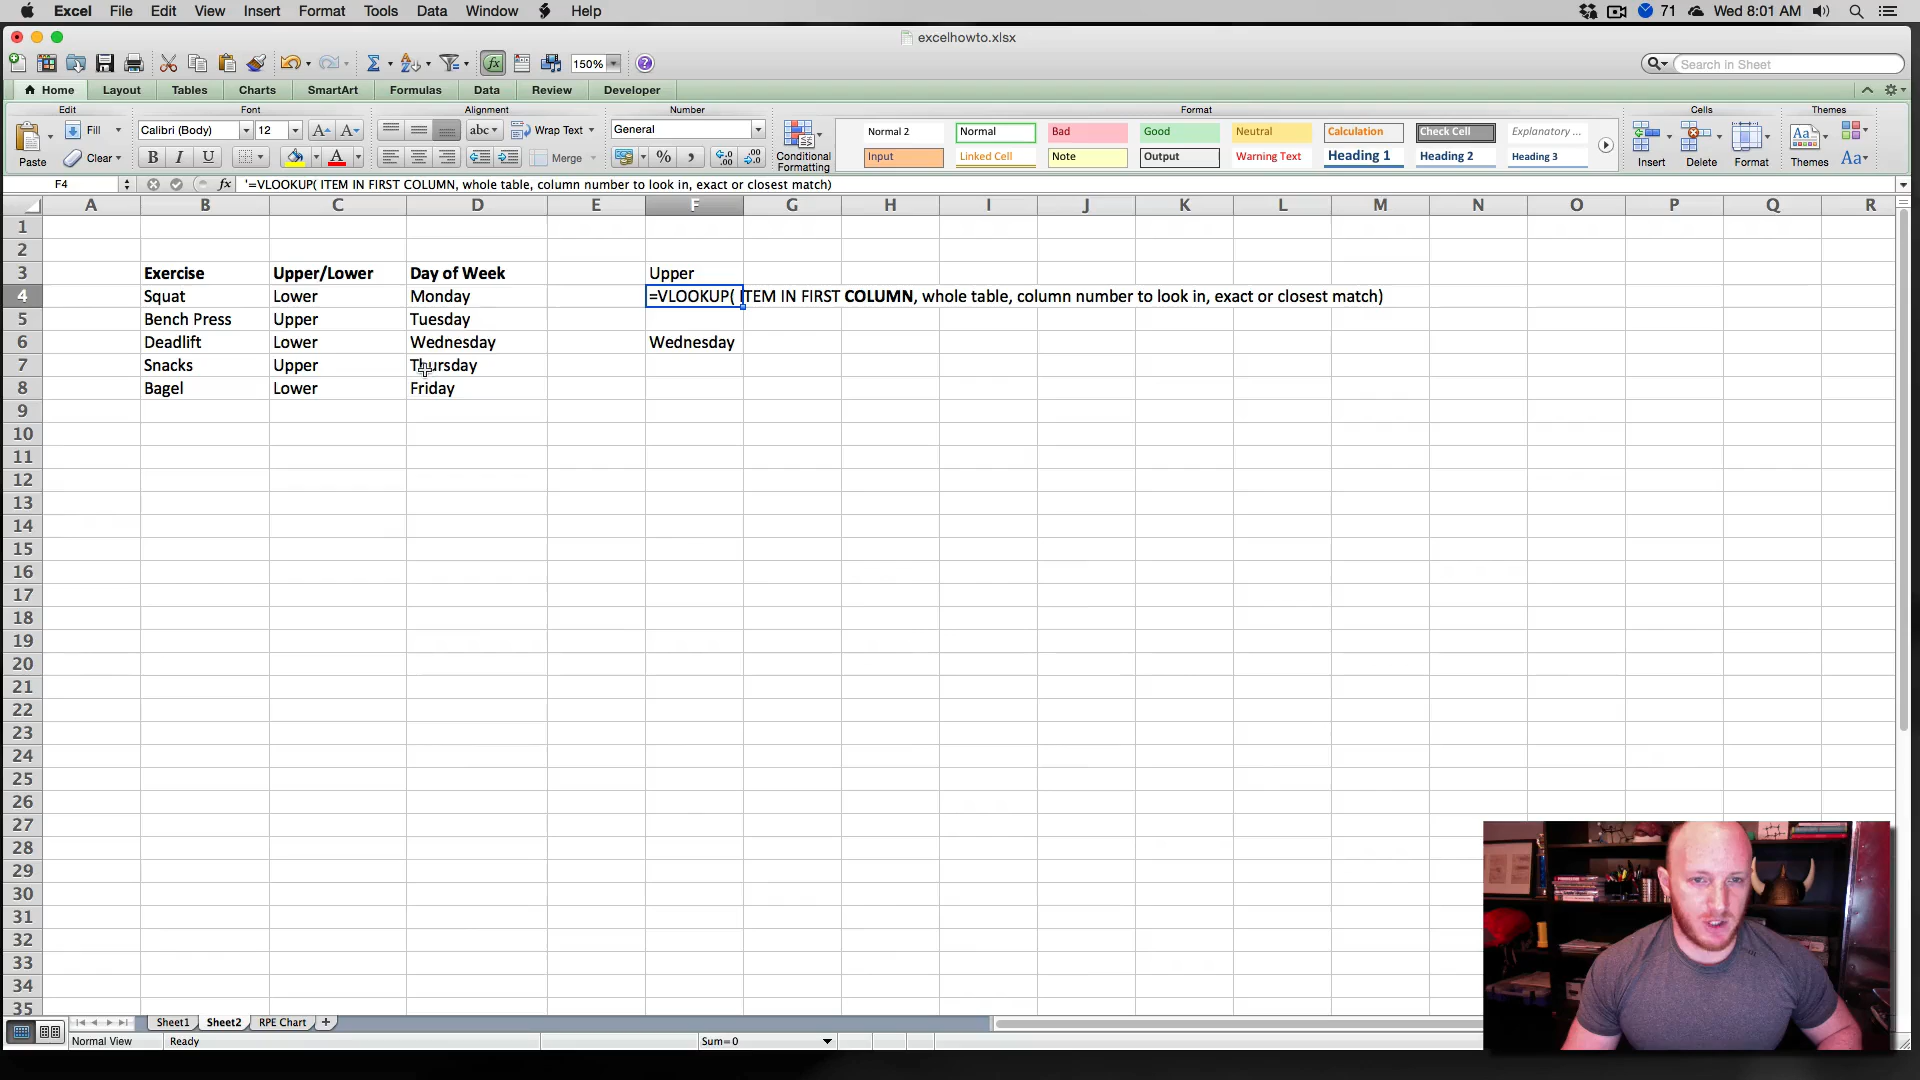 Excel File Edit View Insert Format Tools Data Window Help 71 Wed 8:01 AM
excelhowto.xlsx
150% Search in Sheet
Home Layout Tables Charts SmartArt Formulas Data Review Developer
Edit Font Alignment Number Format Cells Themes
Fill Calibri (Body) 12 abc Wrap Text General Normal 2 Normal Bad Good Neutral Calculation Check Cell Explanatory ...
Paste Clear B I U Merge % Conditional Formatting Input Linked Cell Note Output Warning Text Heading 1 Heading 2 Heading 3 Insert Delete Format Themes Aa
F4 fx '=VLOOKUP( ITEM IN FIRST COLUMN, whole table, column number to look in, exact or closest match)
A B C D E F G H I J K L M N O P Q R
1
2
3 Exercise Upper/Lower Day of Week Upper
4 Squat Lower Monday =VLOOKUP( ITEM IN FIRST COLUMN, whole table, column number to look in, exact or closest match)
5 Bench Press Upper Tuesday
6 Deadlift Lower Wednesday Wednesday
7 Snacks Upper Thursday
8 Bagel Lower Friday
9
10
11
12
13
14
15
16
17
18
19
20
21
22
23
24
25
26
27
28
29
30
31
32
33
34
35
Sheet1 Sheet2 RPE Chart
Normal View Ready Sum=0